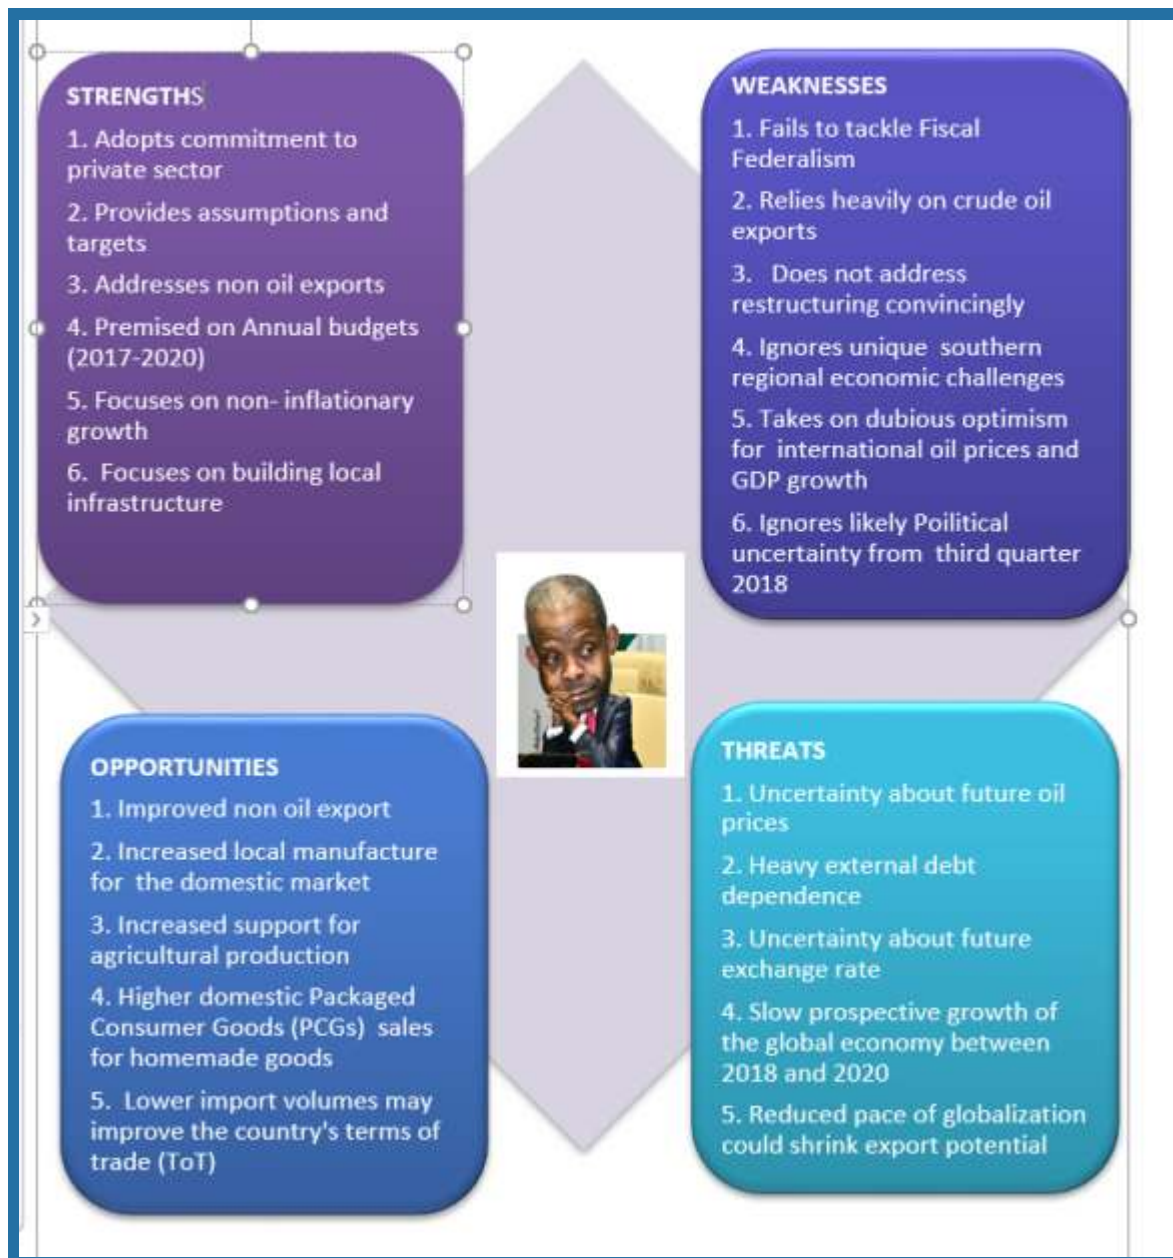 STRENGTHS
1. Adopts commitment to
private sector
2. Provides assumptions and
targets
3. Addresses non oil exports
4. Premised on Annual budgets
(2017-2020)
5. Focuses on non- inflationary
growth
6.  Focuses on building local
infrastructure
WEAKNESSES
1. Fails to tackle Fiscal
Federalism
2. Relies heavily on crude oil
exports
3.   Does not address
restructuring convincingly
4. Ignores unique  southern
regional economic challenges
5. Takes on dubious optimism
for  international oil prices and
GDP growth
6. Ignores likely Poilitical
uncertainty from  third quarter
2018
OPPORTUNITIES
1. Improved non oil export
2. Increased local manufacture
for  the domestic market
3. Increased support for
agricultural production
4. Higher domestic Packaged
Consumer Goods (PCGs)  sales
for homemade goods
5.  Lower import volumes may
improve the country's terms of
trade (ToT)
THREATS
1. Uncertainty about future oil
prices
2. Heavy external debt
dependence
3. Uncertainty about future
exchange rate
4. Slow prospective growth of
the global economy between
2018 and 2020
5. Reduced pace of globalization
could shrink export potential